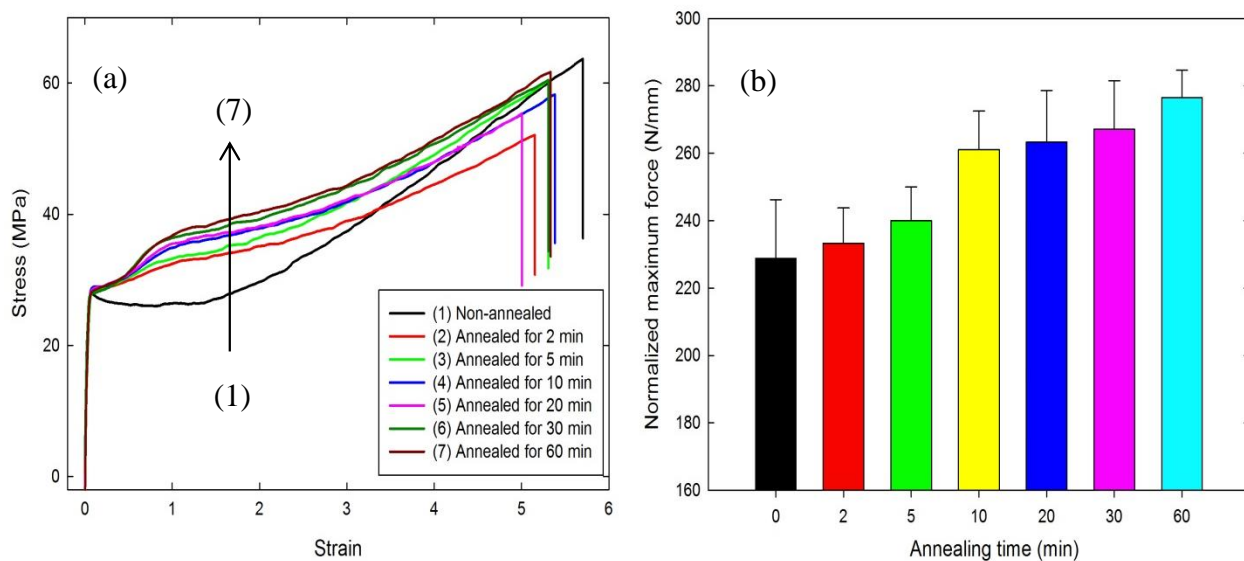 (a)
(7)
(1)
Stress (MPa)
60
40
20
0
0 1 2 3 4 5 6
Strain
(1) Non-annealed
(2) Annealed for 2 min
(3) Annealed for 5 min
(4) Annealed for 10 min
(5) Annealed for 20 min
(6) Annealed for 30 min
(7) Annealed for 60 min
(b)
Normalized maximum force (N/mm)
300
280
260
240
220
200
180
160
0 2 5 10 20 30 60
Annealing time (min)